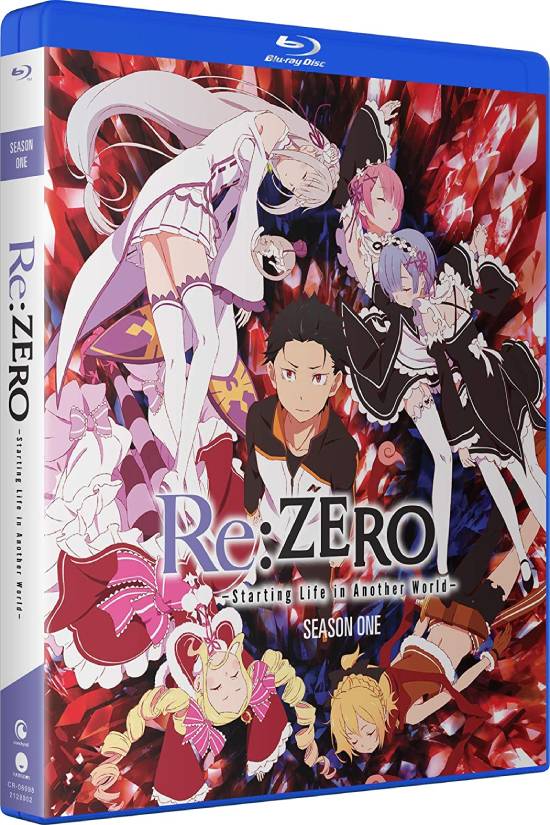 Blu-ray Disc
SEASON
ONE
Re:ZERO
-Starting Life in Another World-
Re:ZERO
-Starting Life in Another World-
SEASON ONE